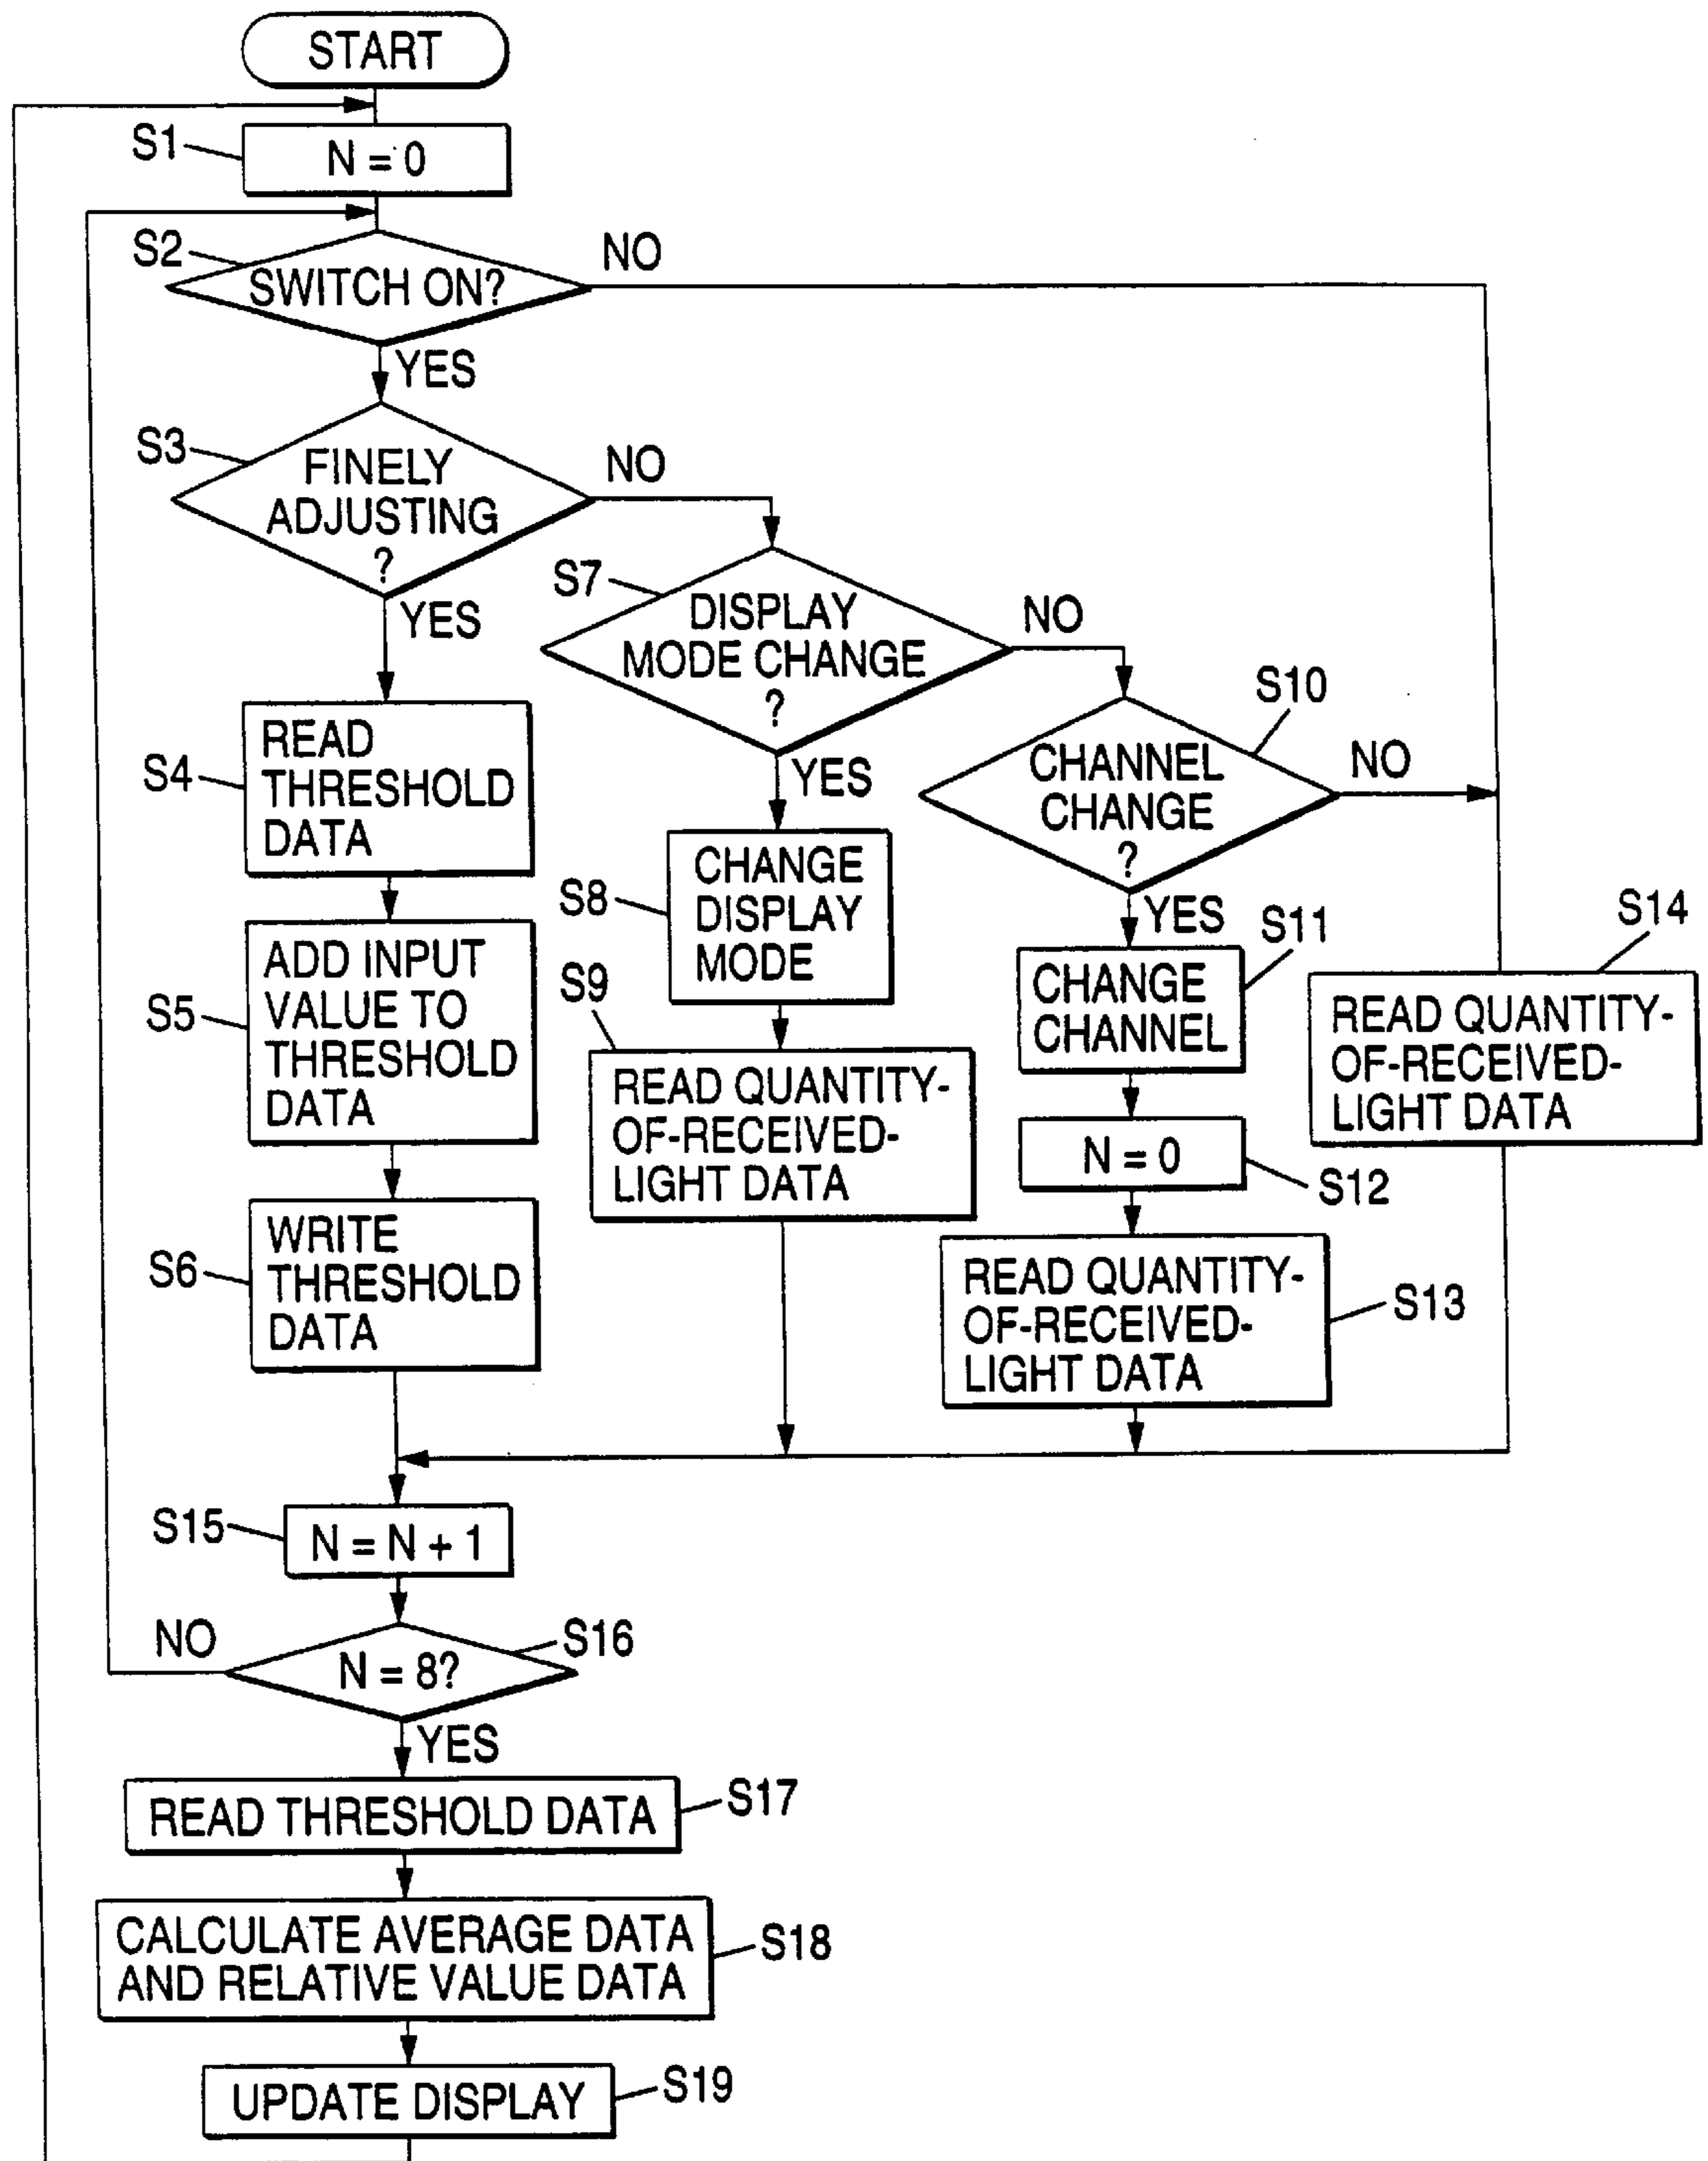 START
S1
N = 0
S2
SWITCH ON?
NO
YES
S3
FINELY
ADJUSTING
?
NO
YES
S7
DISPLAY
MODE CHANGE
?
NO
YES
S10
CHANNEL
CHANGE
?
NO
YES
S4
READ
THRESHOLD
DATA
S5
ADD INPUT
VALUE TO
THRESHOLD
DATA
S6
WRITE
THRESHOLD
DATA
S8
CHANGE
DISPLAY
MODE
S9
READ QUANTITY-
OF-RECEIVED-
LIGHT DATA
S11
CHANGE
CHANNEL
N = 0
S12
READ QUANTITY-
OF-RECEIVED-
LIGHT DATA
S13
S14
READ QUANTITY-
OF-RECEIVED-
LIGHT DATA
S15
N = N + 1
NO
S16
N = 8?
YES
READ THRESHOLD DATA
S17
CALCULATE AVERAGE DATA
AND RELATIVE VALUE DATA
S18
UPDATE DISPLAY
S19